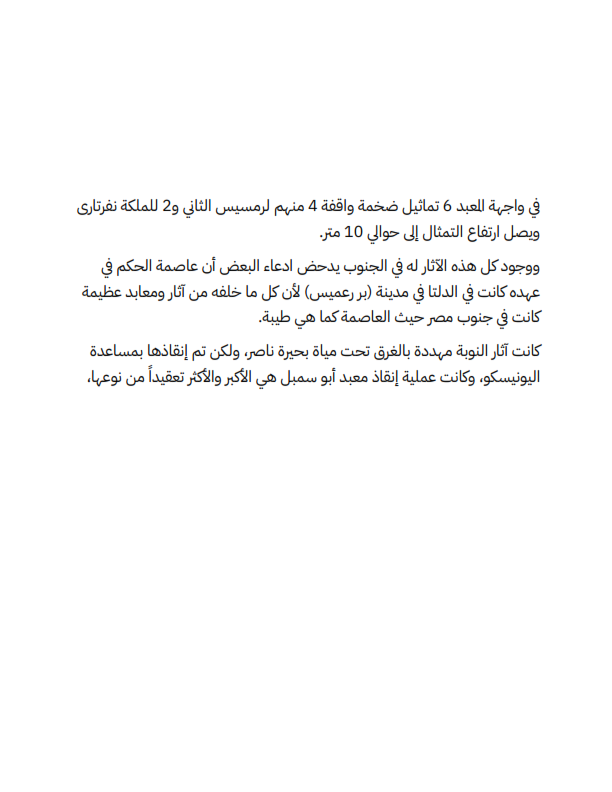 في واجهة المعبد 6 تماثيل ضخمة واقفة 4 منهم لرمسيس الثاني و2 للملكة نفرتارى
ويصل ارتفاع التمثال إلى حوالي 10 متر.
ووجود كل هذه الآثار له في الجنوب يدحض ادعاء البعض أن عاصمة الحكم في
عهده كانت في الدلتا في مدينة (بر رعميس) لأن كل ما خلفه من آثار ومعابد عظيمة
كانت في جنوب مصر حيث العاصمة كما هي طيبة.
كانت آثار النوبة مهددة بالغرق تحت مياة بحيرة ناصر، ولكن تم إنقاذها بمساعدة
اليونيسكو، وكانت عملية إنقاذ معبد أبو سمبل هي الأكبر والأكثر تعقيداً من نوعها،